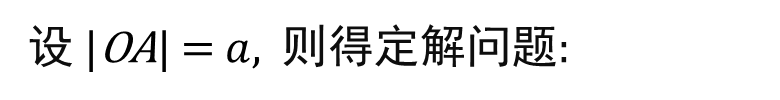 设 |OA| = a, 则得定解问题: